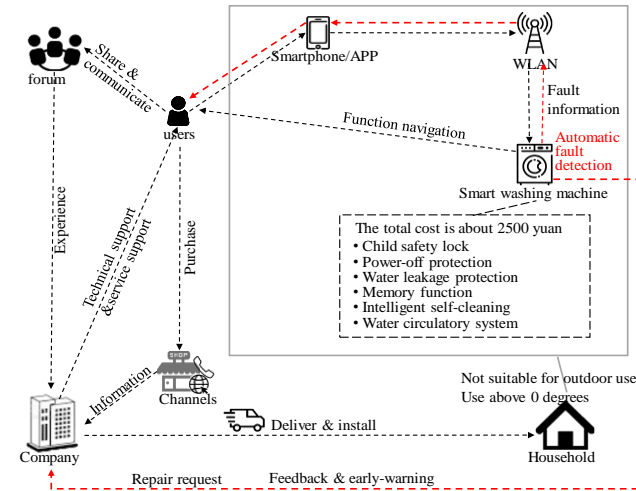 Share &
communicate
forum
users
Smartphone/APP
WLAN
Fault
information
Function navigation
Automatic
fault
detection
Smart washing machine
The total cost is about 2500 yuan
• Child safety lock
• Power-off protection
• Water leakage protection
• Memory function
• Intelligent self-cleaning
• Water circulatory system
Experience
Technical support
&service support
Purchase
SHOP
Channels
Information
Not suitable for outdoor use
Use above 0 degrees
Deliver & install
Company
Household
Repair request
Feedback & early-warning